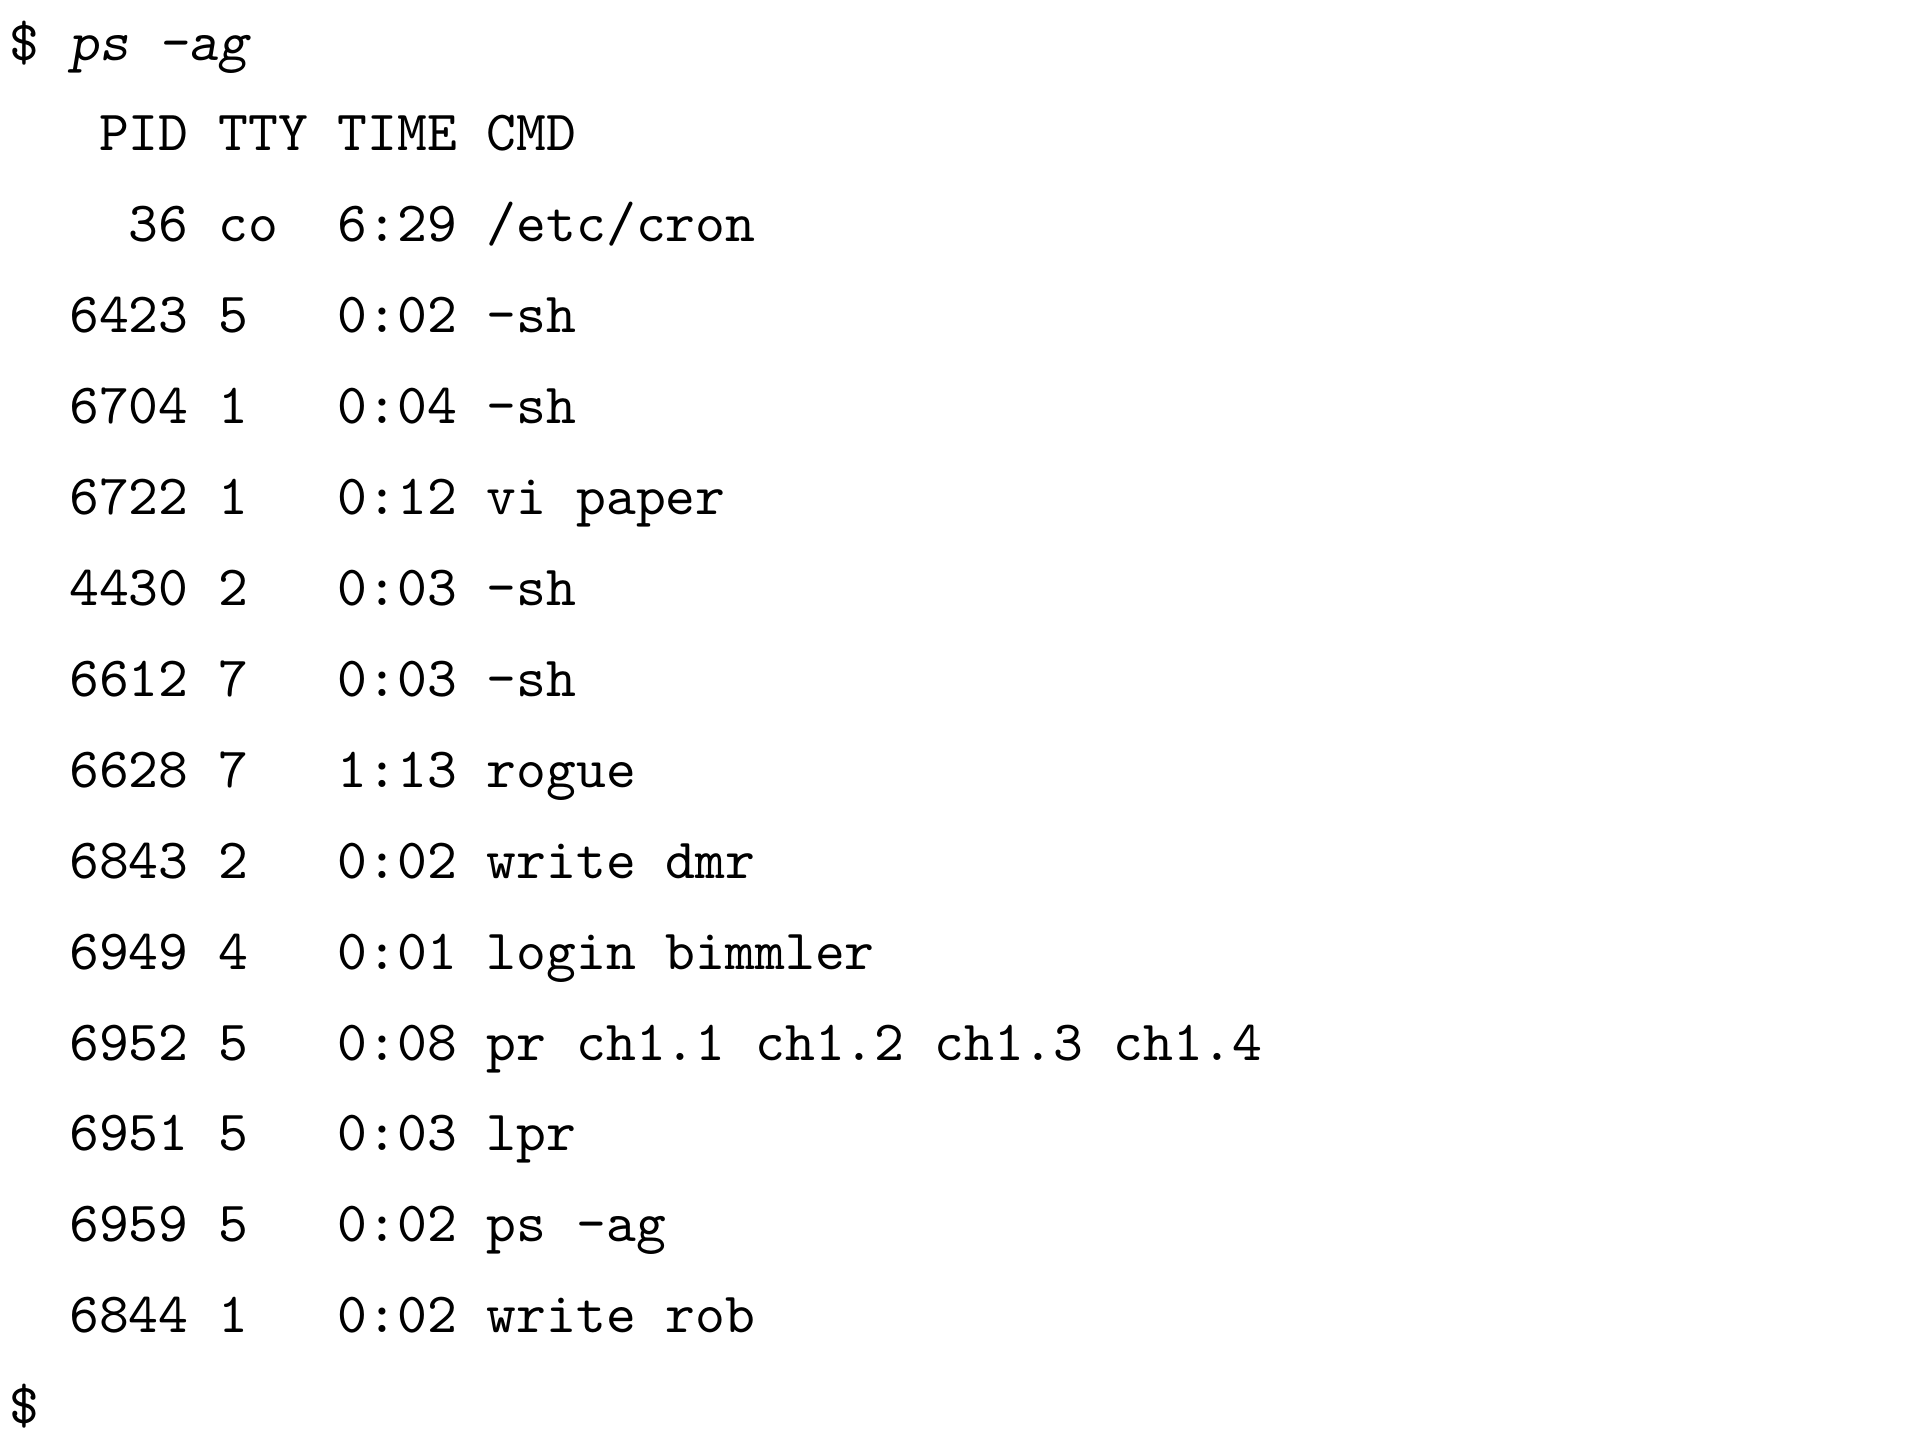 $ ps -ag
   PID TTY TIME CMD
    36 co  6:29 /etc/cron
  6423 5   0:02 -sh
  6704 1   0:04 -sh
  6722 1   0:12 vi paper
  4430 2   0:03 -sh
  6612 7   0:03 -sh
  6628 7   1:13 rogue
  6843 2   0:02 write dmr
  6949 4   0:01 login bimmler
  6952 5   0:08 pr ch1.1 ch1.2 ch1.3 ch1.4
  6951 5   0:03 lpr
  6959 5   0:02 ps -ag
  6844 1   0:02 write rob
$